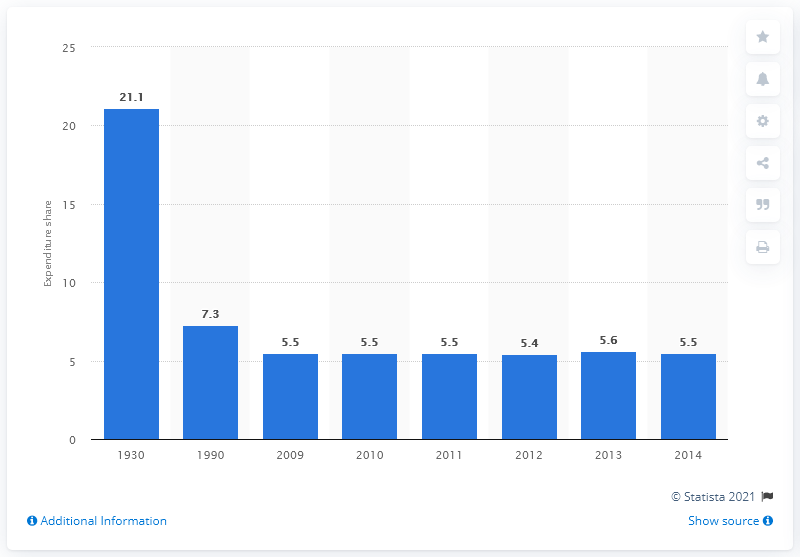 25
20
15
10
5
0
Expenditure share
21.1
7.3
5.5
5.5
5.5
5.4
5.6
5.5
1930 1990 2009 2010 2011 2012 2013 2014
© Statista 2021
Additional Information
Show source